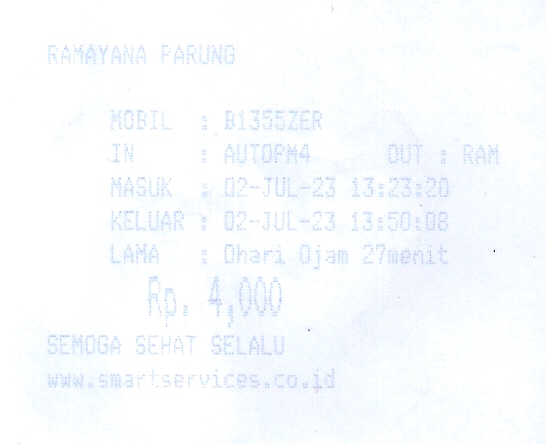 RAMAYANA PARUNG
MOBIL : B1355ZER
IN : AUTOPM4 OUT : RAM
MASUK : 02-JUL-23 13:23:20
KELUAR : 02-JUL-23 13:50:08
LAMA : 0hari 0jam 27menit
Rp. 4,000
SEMOGA SEHAT SELALU
www.smartservices.co.id